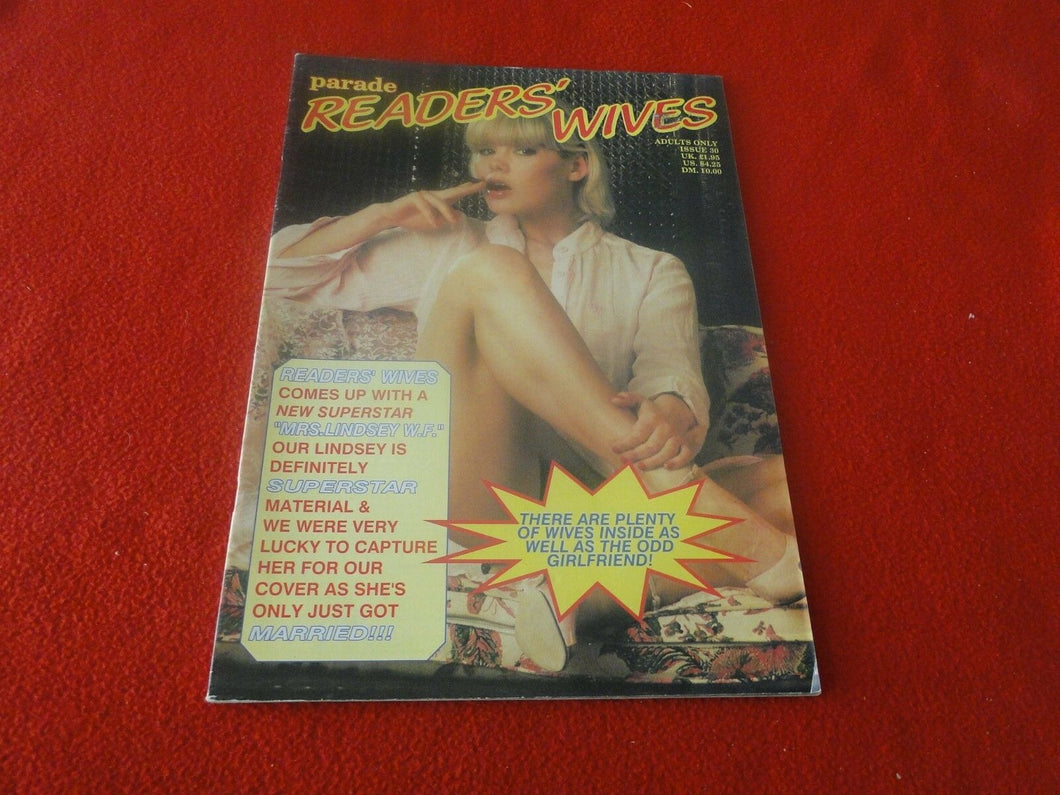 parade
READERS' WIVES
ADULTS ONLY
ISSUE 30
UK. £1.95
US. $4.25
DM. 10.00
READERS' WIVES
COMES UP WITH A
NEW SUPERSTAR
"MRS.LINDSEY W.F."
OUR LINDSEY IS
DEFINITELY
SUPERSTAR
MATERIAL &
WE WERE VERY
LUCKY TO CAPTURE
HER FOR OUR
COVER AS SHE'S
ONLY JUST GOT
MARRIED!!!
THERE ARE PLENTY
OF WIVES INSIDE AS
WELL AS THE ODD
GIRLFRIEND!